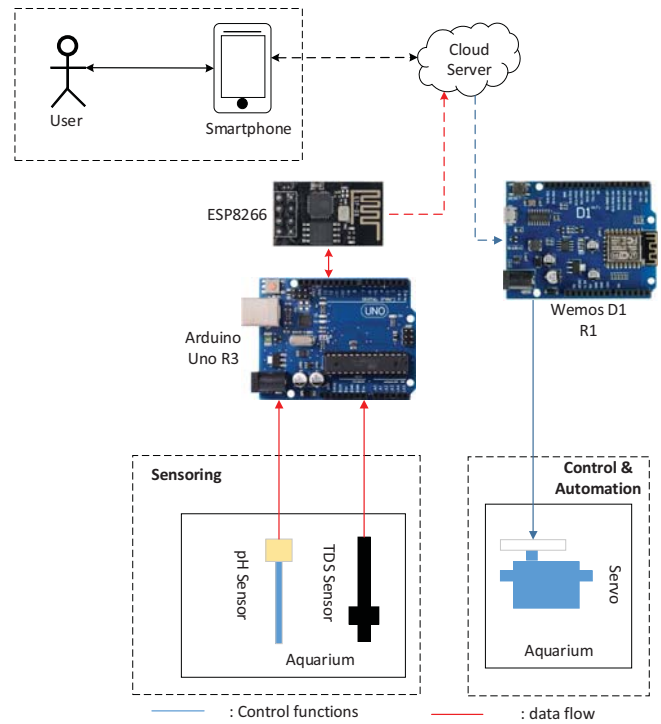 Cloud
Server
User
Smartphone
ESP8266
D1
Wemos D1
R1
UNO
Arduino
Uno R3
Sensoring
Control &
Automation
pH Sensor
TDS Sensor
Servo
Aquarium
Aquarium
: Control functions
: data flow